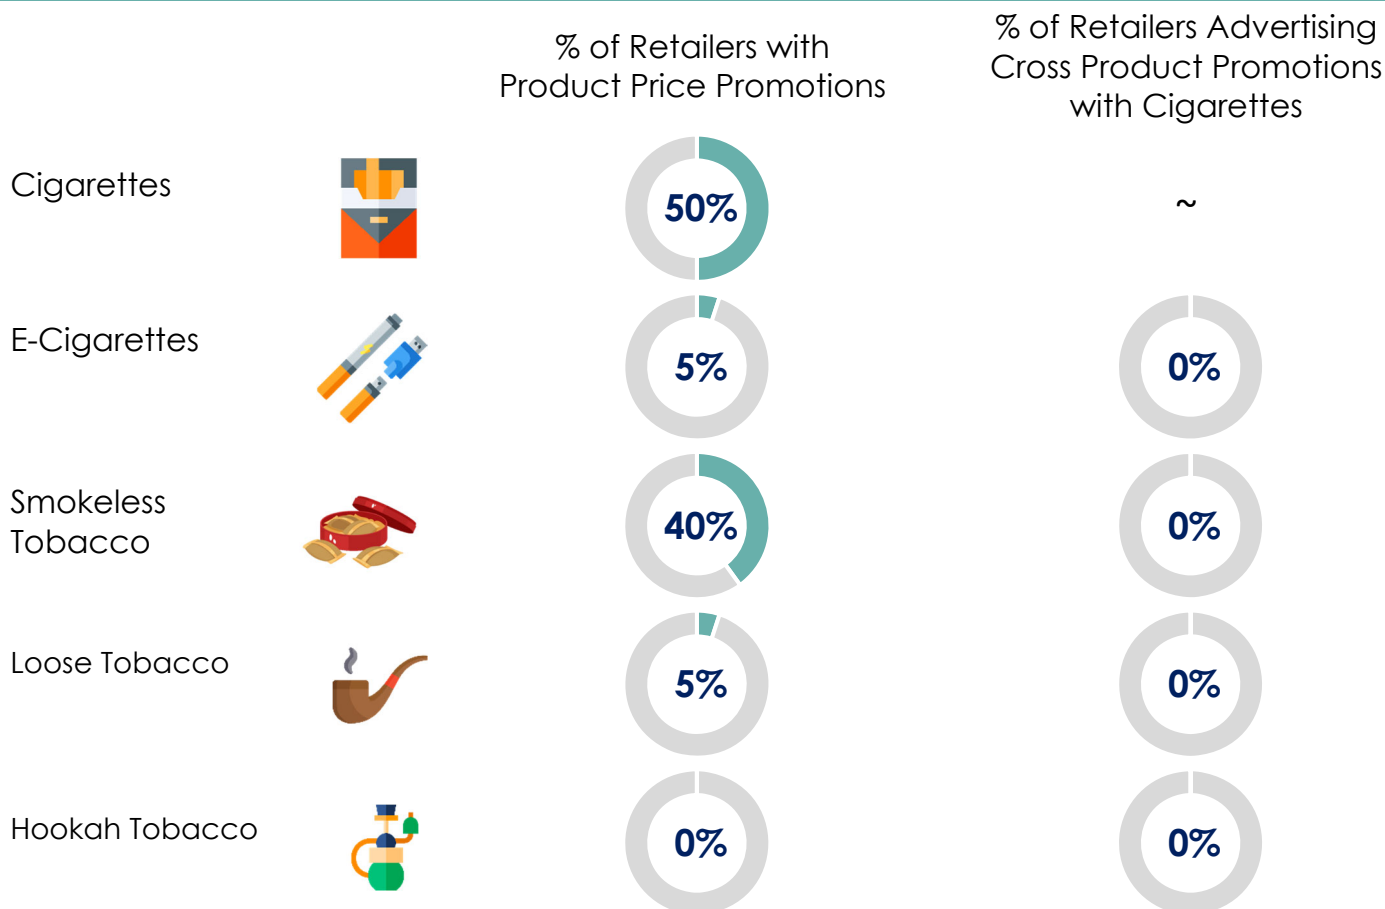 % of Retailers with
Product Price Promotions
% of Retailers Advertising
Cross Product Promotions
with Cigarettes
Cigarettes
50%
~
E-Cigarettes
5%
0%
Smokeless
Tobacco
40%
0%
Loose Tobacco
5%
0%
Hookah Tobacco
0%
0%